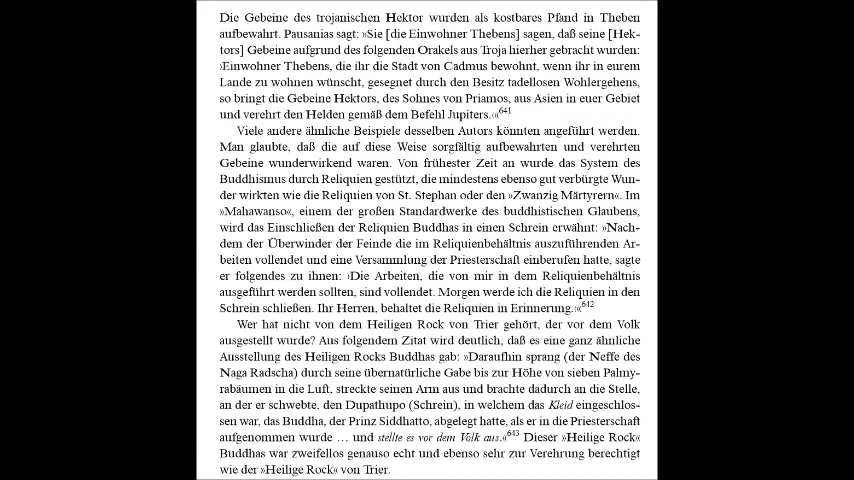 Die Gebeine des trojanischen Hektor wurden als kostbares Pfand in Theben
aufbewahrt. Pausanias sagt: »Sie [die Einwohner Thebens] sagen, daß seine [Hek-
tors] Gebeine aufgrund des folgenden Orakels aus Troja hierher gebracht wurden:
›Einwohner Thebens, die ihr die Stadt von Cadmus bewohnt, wenn ihr in eurem
Lande zu wohnen wünscht, gesegnet durch den Besitz tadellosen Wohlergehens,
so bringt die Gebeine Hektors, des Sohnes von Priamos, aus Asien in euer Gebiet
und verehrt den Helden gemäß dem Befehl Jupiters.‹«641
Viele andere ähnliche Beispiele desselben Autors könnten angeführt werden.
Man glaubte, daß die auf diese Weise sorgfältig aufbewahrten und verehrten
Gebeine wunderwirkend waren. Von frühester Zeit an wurde das System des
Buddhismus durch Reliquien gestützt, die mindestens ebenso gut verbürgte Wun-
der wirkten wie die Reliquien von St. Stephan oder den »Zwanzig Märtyrern«. Im
»Mahawanso«, einem der großen Standardwerke des buddhistischen Glaubens,
wird das Einschließen der Reliquien Buddhas in einen Schrein erwähnt: »Nach-
dem der Überwinder der Feinde die im Reliquienbehältnis auszuführenden Ar-
beiten vollendet und eine Versammlung der Priesterschaft einberufen hatte, sagte
er folgendes zu ihnen: ›Die Arbeiten, die von mir in dem Reliquienbehältnis
ausgeführt werden sollten, sind vollendet. Morgen werde ich die Reliquien in den
Schrein schließen. Ihr Herren, behaltet die Reliquien in Erinnerung.‹«642
Wer hat nicht von dem Heiligen Rock von Trier gehört, der vor dem Volk
ausgestellt wurde? Aus folgendem Zitat wird deutlich, daß es eine ganz ähnliche
Ausstellung des Heiligen Rocks Buddhas gab: »Daraufhin sprang (der Neffe des
Naga Radscha) durch seine übernatürliche Gabe bis zur Höhe von sieben Palmy-
rabäumen in die Luft, streckte seinen Arm aus und brachte dadurch an die Stelle,
an der er schwebte, den Dupathupo (Schrein), in welchem das Kleid eingeschlos-
sen war, das Buddha, der Prinz Siddhatto, abgelegt hatte, als er in die Priesterschaft
aufgenommen wurde … und stellte es vor dem Volk aus.«643 Dieser »Heilige Rock«
Buddhas war zweifellos genauso echt und ebenso sehr zur Verehrung berechtigt
wie der »Heilige Rock« von Trier.